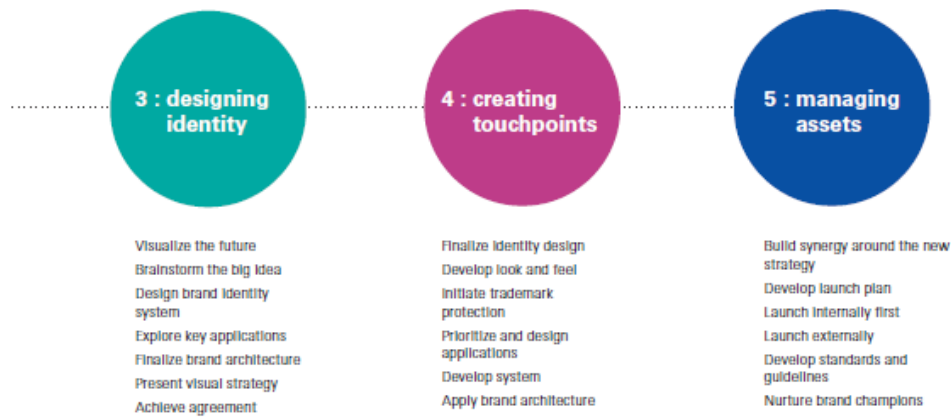 3 : designing
identity
Visualize the future
Brainstorm the big idea
Design brand identity
system
Explore key applications
Finalize brand architecture
Present visual strategy
Achieve agreement
4 : creating
touchpoints
Finalize identity design
Develop look and feel
Initiate trademark
protection
Prioritize and design
applications
Develop system
Apply brand architecture
5 : managing
assets
Build synergy around the new
strategy
Develop launch plan
Launch internally first
Launch externally
Develop standards and
guidelines
Nurture brand champions